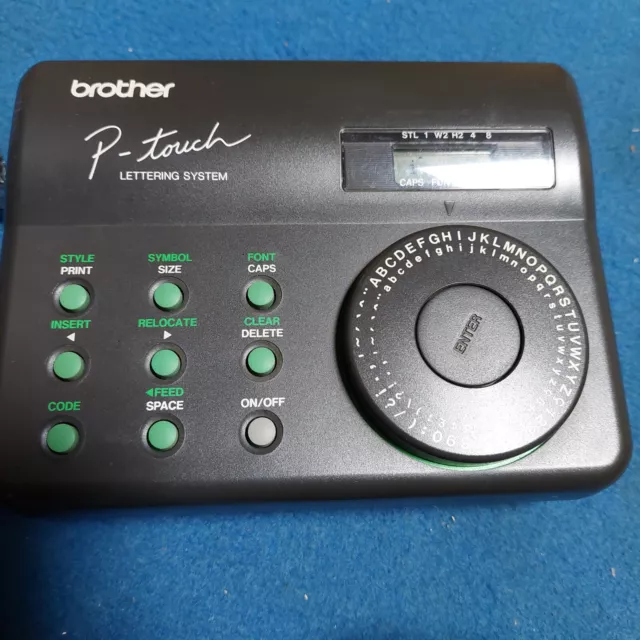 brother
P-touch
LETTERING SYSTEM
STL 1 W2 H2 4 8
CAPS
STYLE SYMBOL FONT
PRINT SIZE CAPS
INSERT RELOCATE CLEAR
◀ ▶ DELETE
◀FEED
CODE SPACE ON/OFF
ABCDEFGHIJKLMNOPQRSTUVWXYZ
abcdefghijklmnopqrstuvwxyz
ENTER